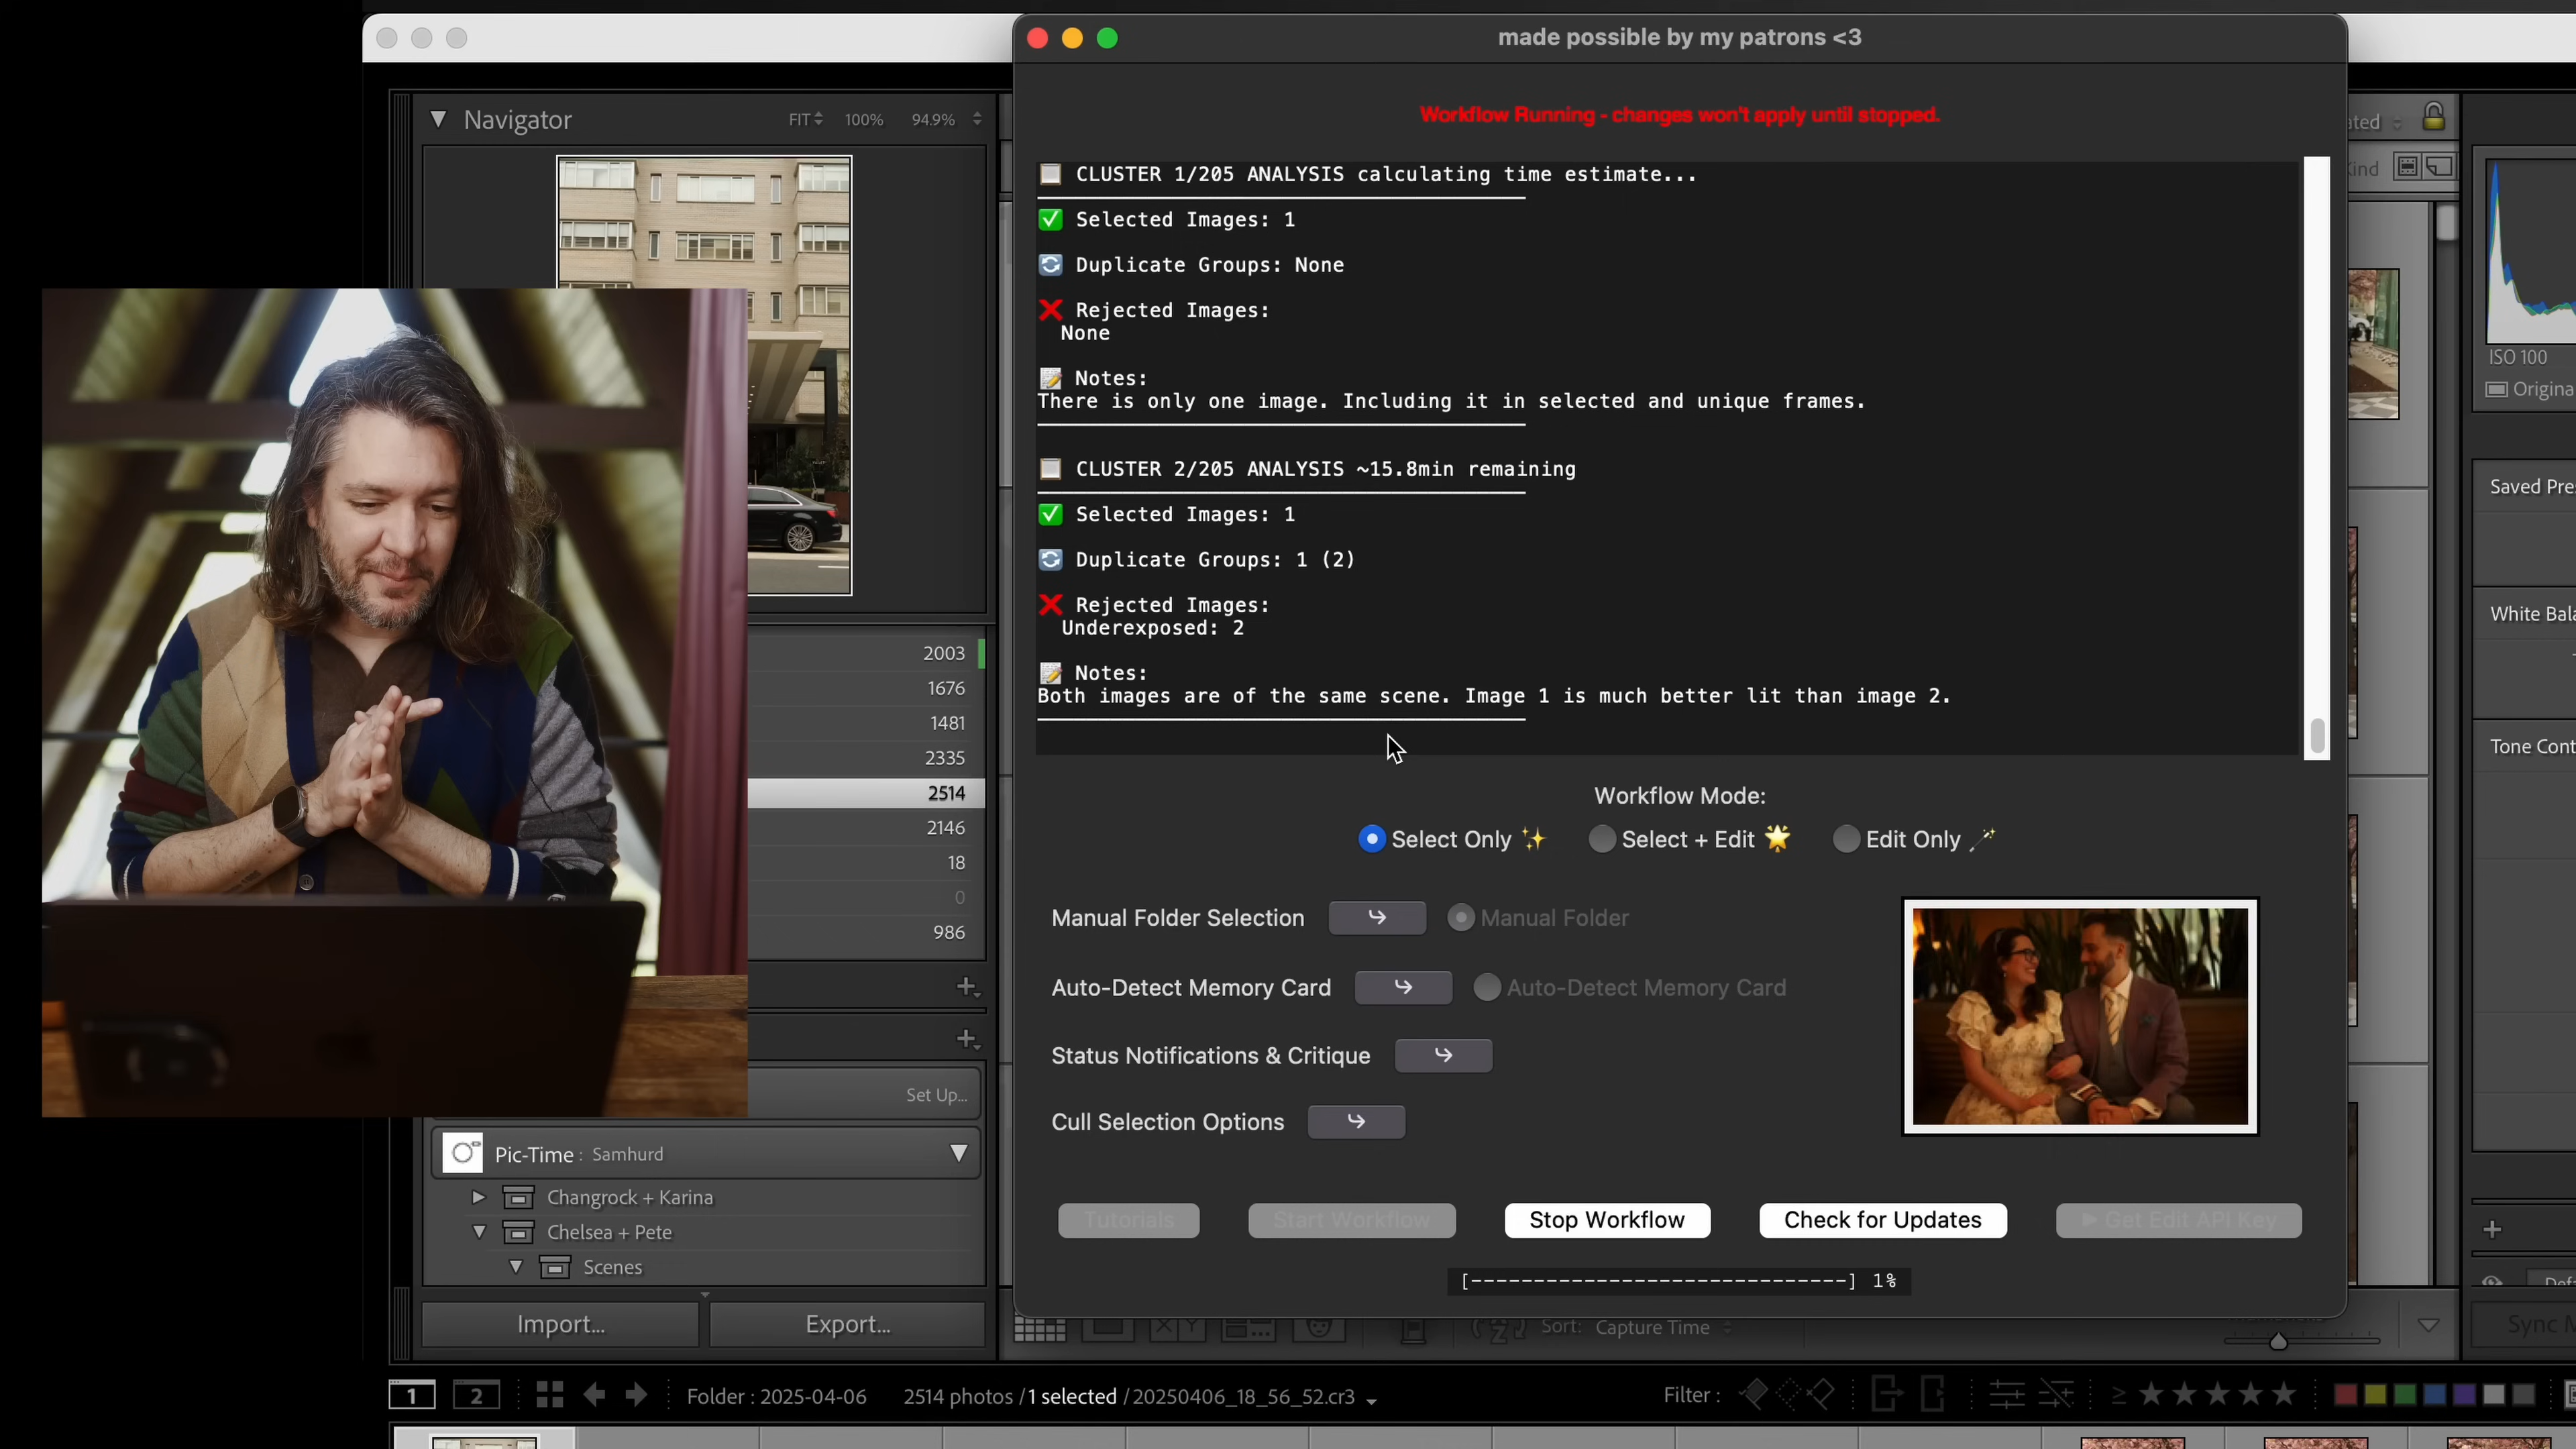 made possible by my patrons <3
Workflow Running - changes won't apply until stopped.
Navigator
FIT
100%
94.9%
CLUSTER 1/205 ANALYSIS calculating time estimate...
Selected Images: 1
Duplicate Groups: None
Rejected Images:
None
Notes:
There is only one image. Including it in selected and unique frames.
CLUSTER 2/205 ANALYSIS ~15.8min remaining
Selected Images: 1
Duplicate Groups: 1 (2)
Rejected Images:
Underexposed: 2
Notes:
Both images are of the same scene. Image 1 is much better lit than image 2.
2003
1676
1481
2335
2514
2146
18
0
986
Workflow Mode:
Select Only
Select + Edit
Edit Only
Manual Folder Selection
Manual Folder
Auto-Detect Memory Card
Auto-Detect Memory Card
Status Notifications & Critique
Cull Selection Options
Tutorials
Start Workflow
Stop Workflow
Check for Updates
Get Edit API Key
[------------------------------] 1%
Set Up...
Pic-Time : Samhurd
Changrock + Karina
Chelsea + Pete
Scenes
Import...
Export...
Sort: Capture Time
ISO 100
Origina
Saved Pre
White Bala
Tone Cont
Sync M
1
2
Folder : 2025-04-06
2514 photos / 1 selected / 20250406_18_56_52.cr3
Filter :